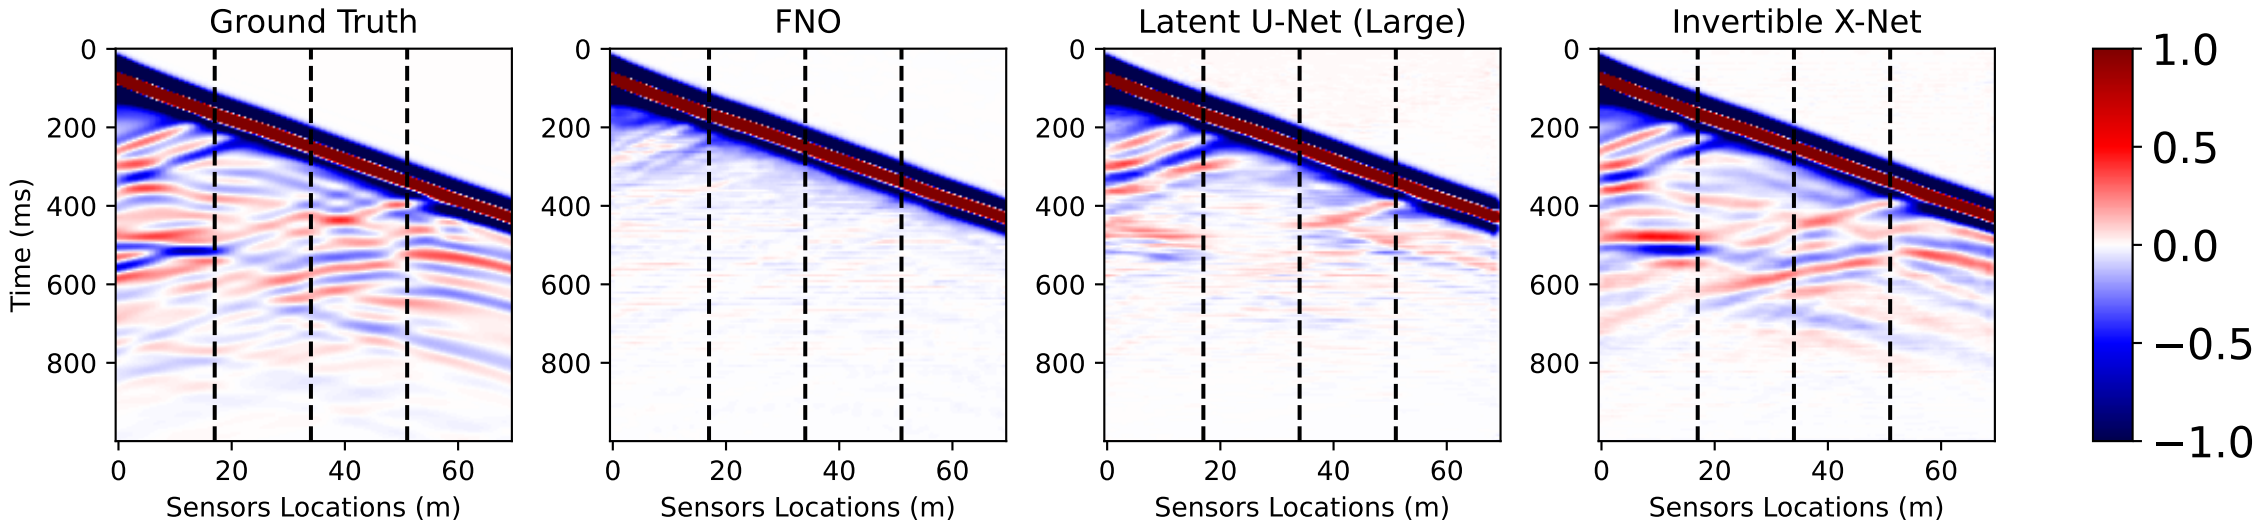 Ground Truth
FNO
Latent U-Net (Large)
Invertible X-Net
0
200
400
600
800
0
200
400
600
800
0
200
400
600
800
0
200
400
600
800
1.0
0.5
0.0
−0.5
−1.0
Time (ms)
0 20 40 60
0 20 40 60
0 20 40 60
0 20 40 60
Sensors Locations (m)
Sensors Locations (m)
Sensors Locations (m)
Sensors Locations (m)